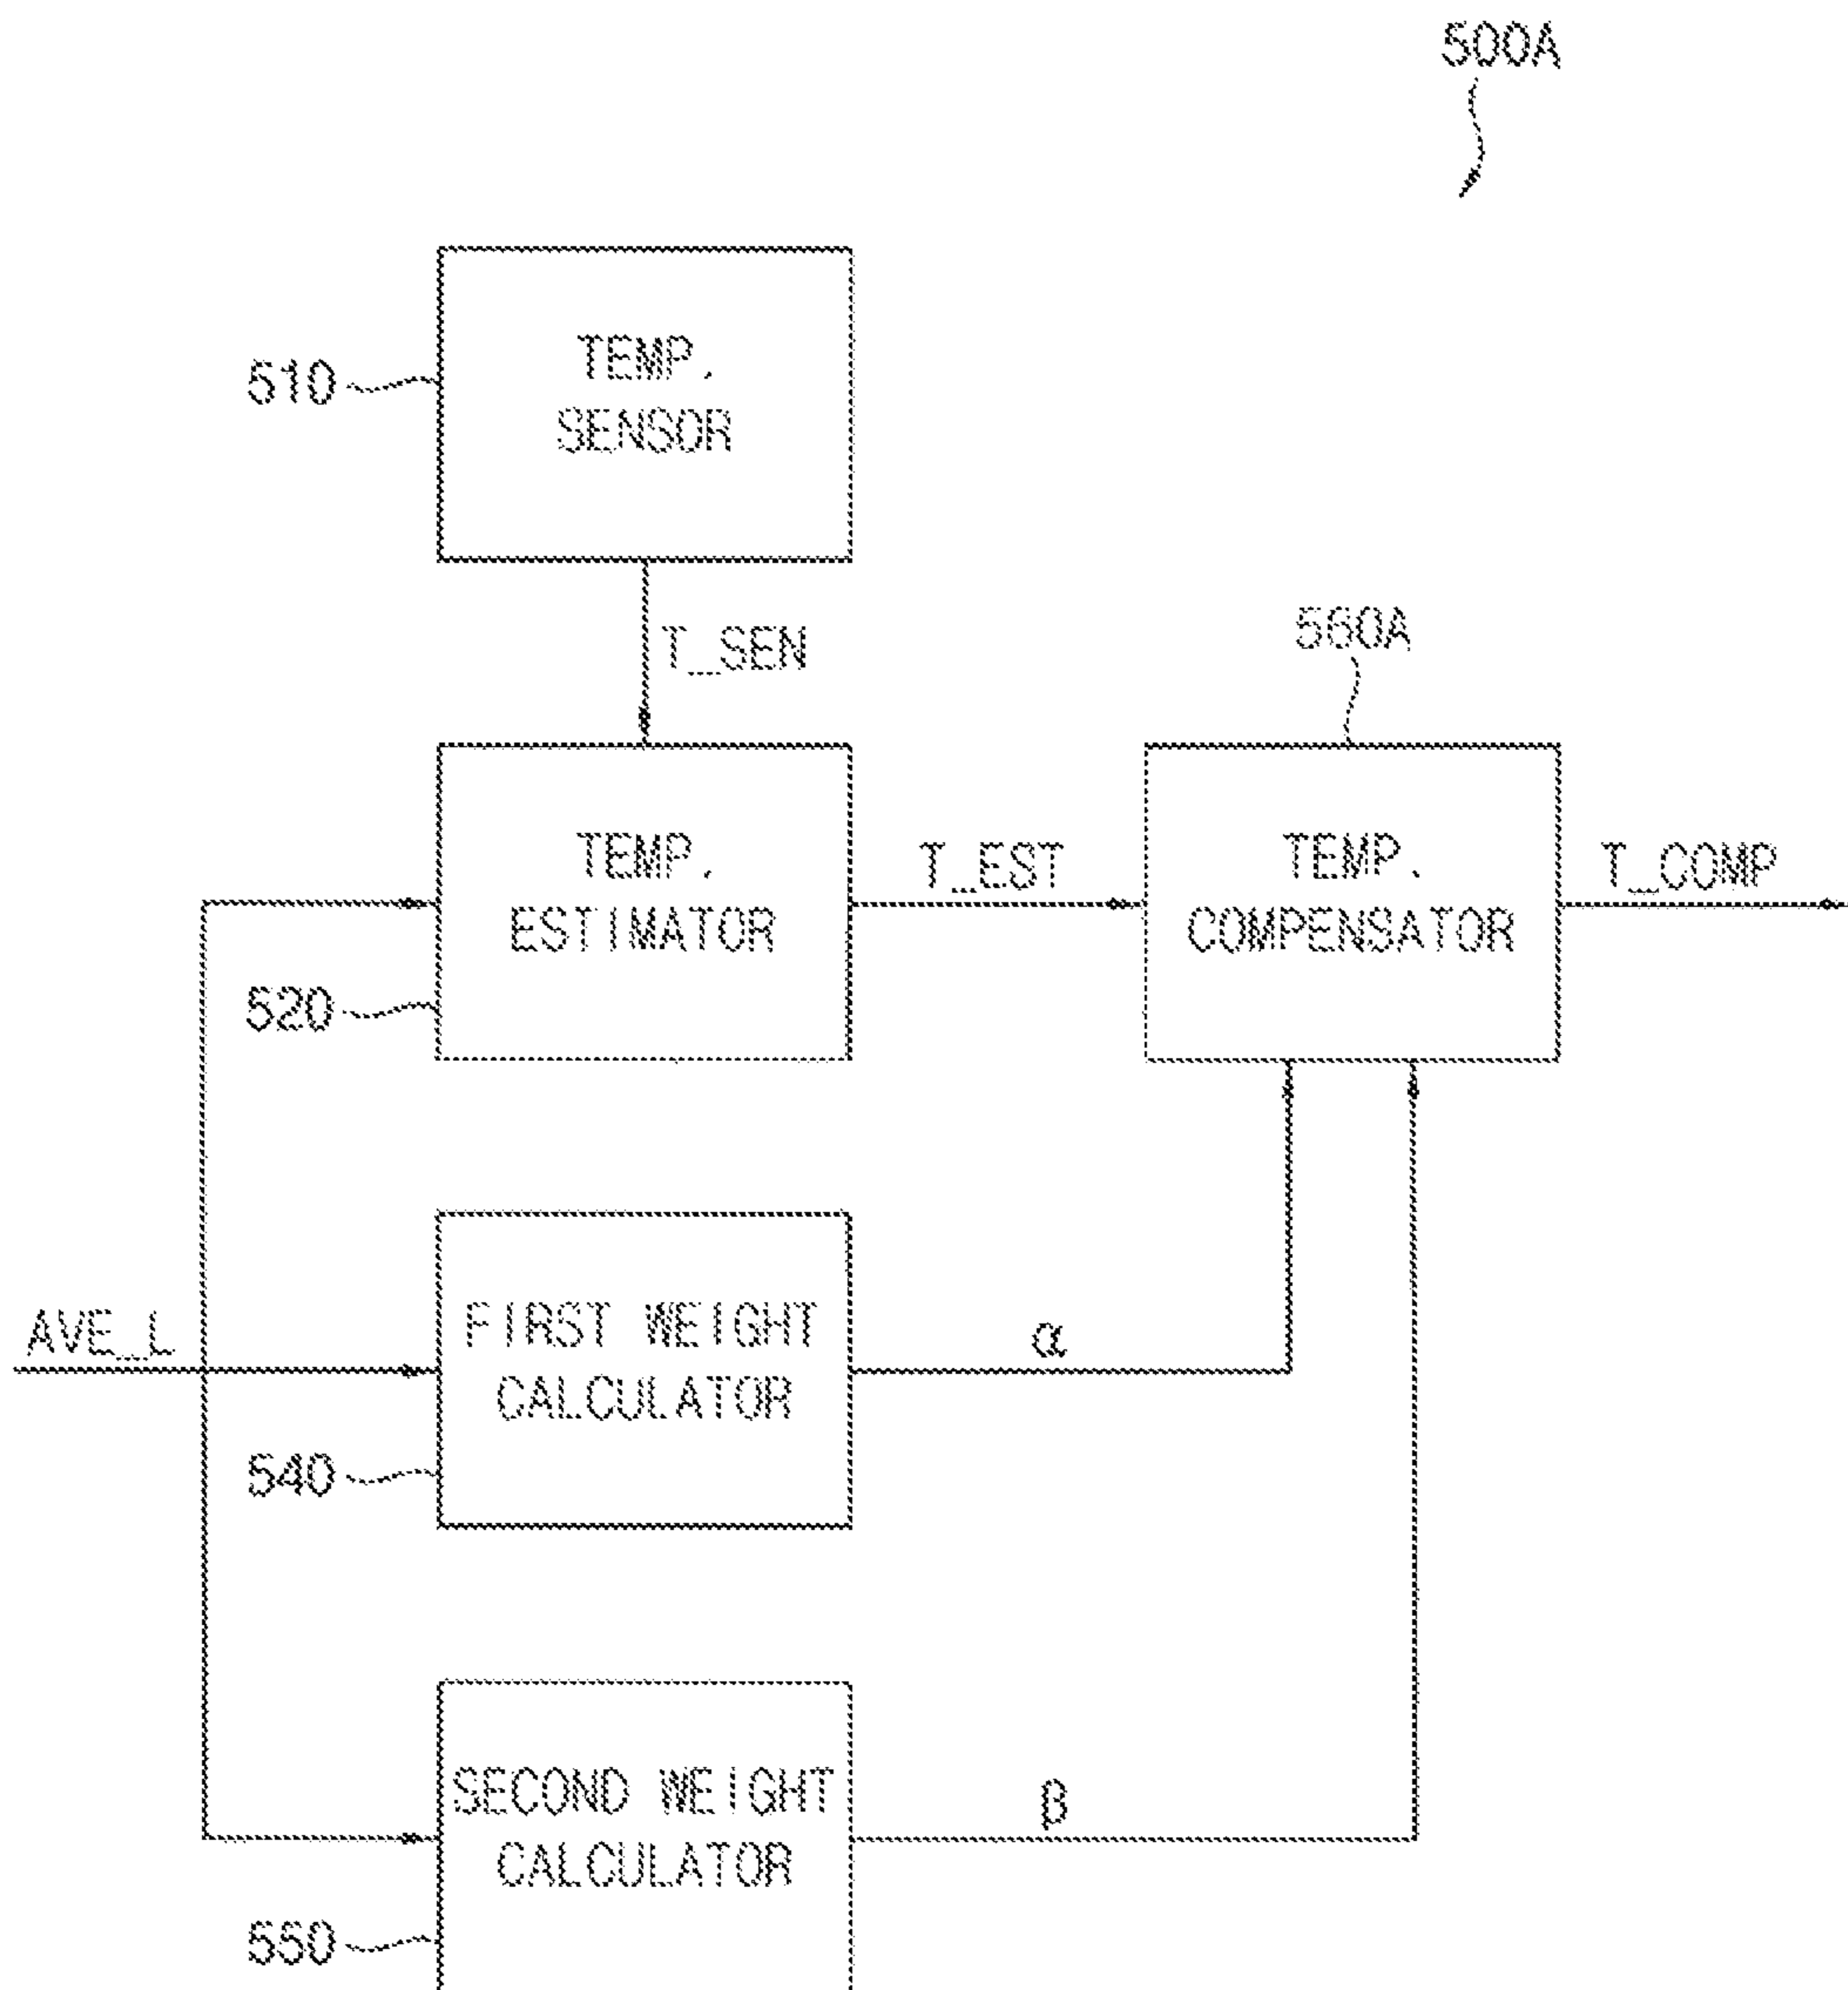 500A
510
TEMP.
SENSOR
T_SEN
560A
TEMP.
ESTIMATOR
T_EST
TEMP.
COMPENSATOR
T_COMP
520
AVE_L
FIRST WEIGHT
CALCULATOR
α
540
SECOND WEIGHT
CALCULATOR
β
550